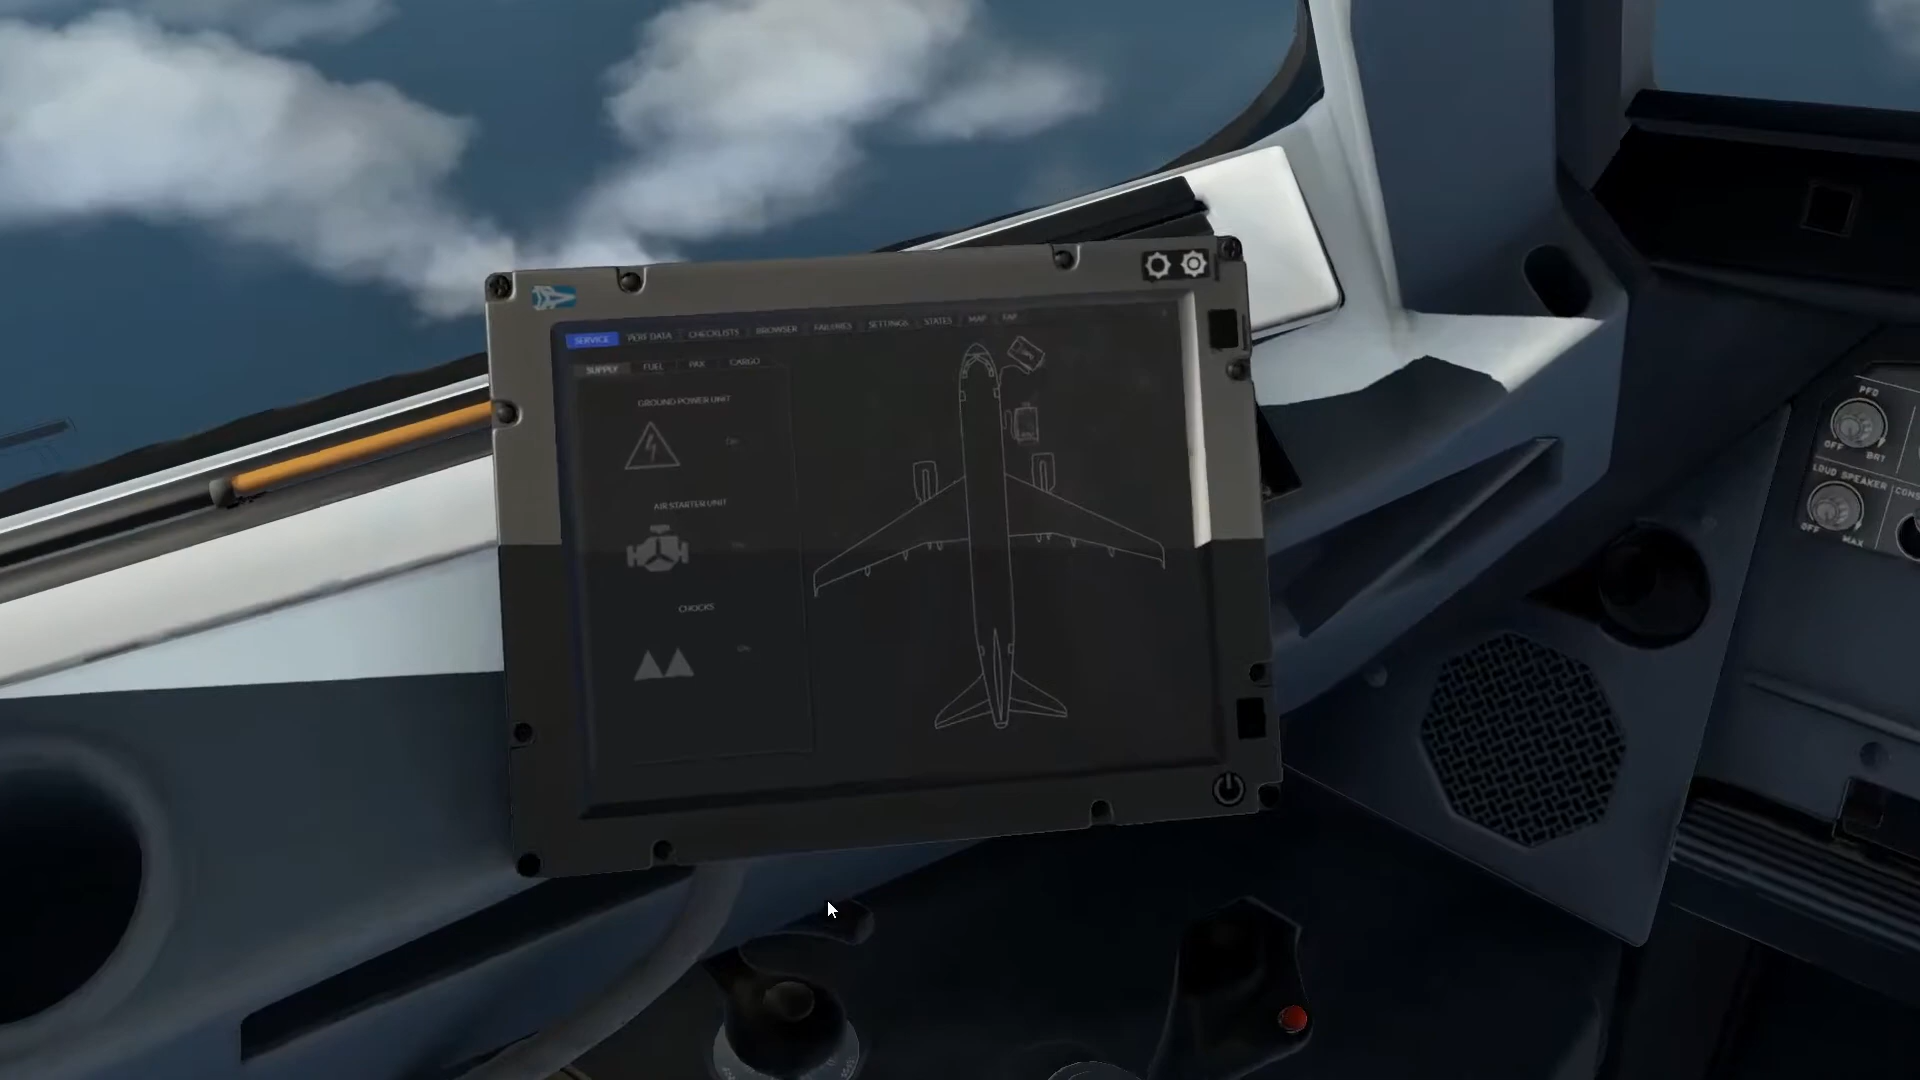 SERVICE PERF DATA CHECKLISTS BROWSER FAILURES SETTINGS STATES MAP FAP
SUPPLY FUEL PAX CARGO
GROUND POWER UNIT
AIR STARTER UNIT
CHOCKS
PFD
OFF BRT
LOUD SPEAKER
OFF MAX